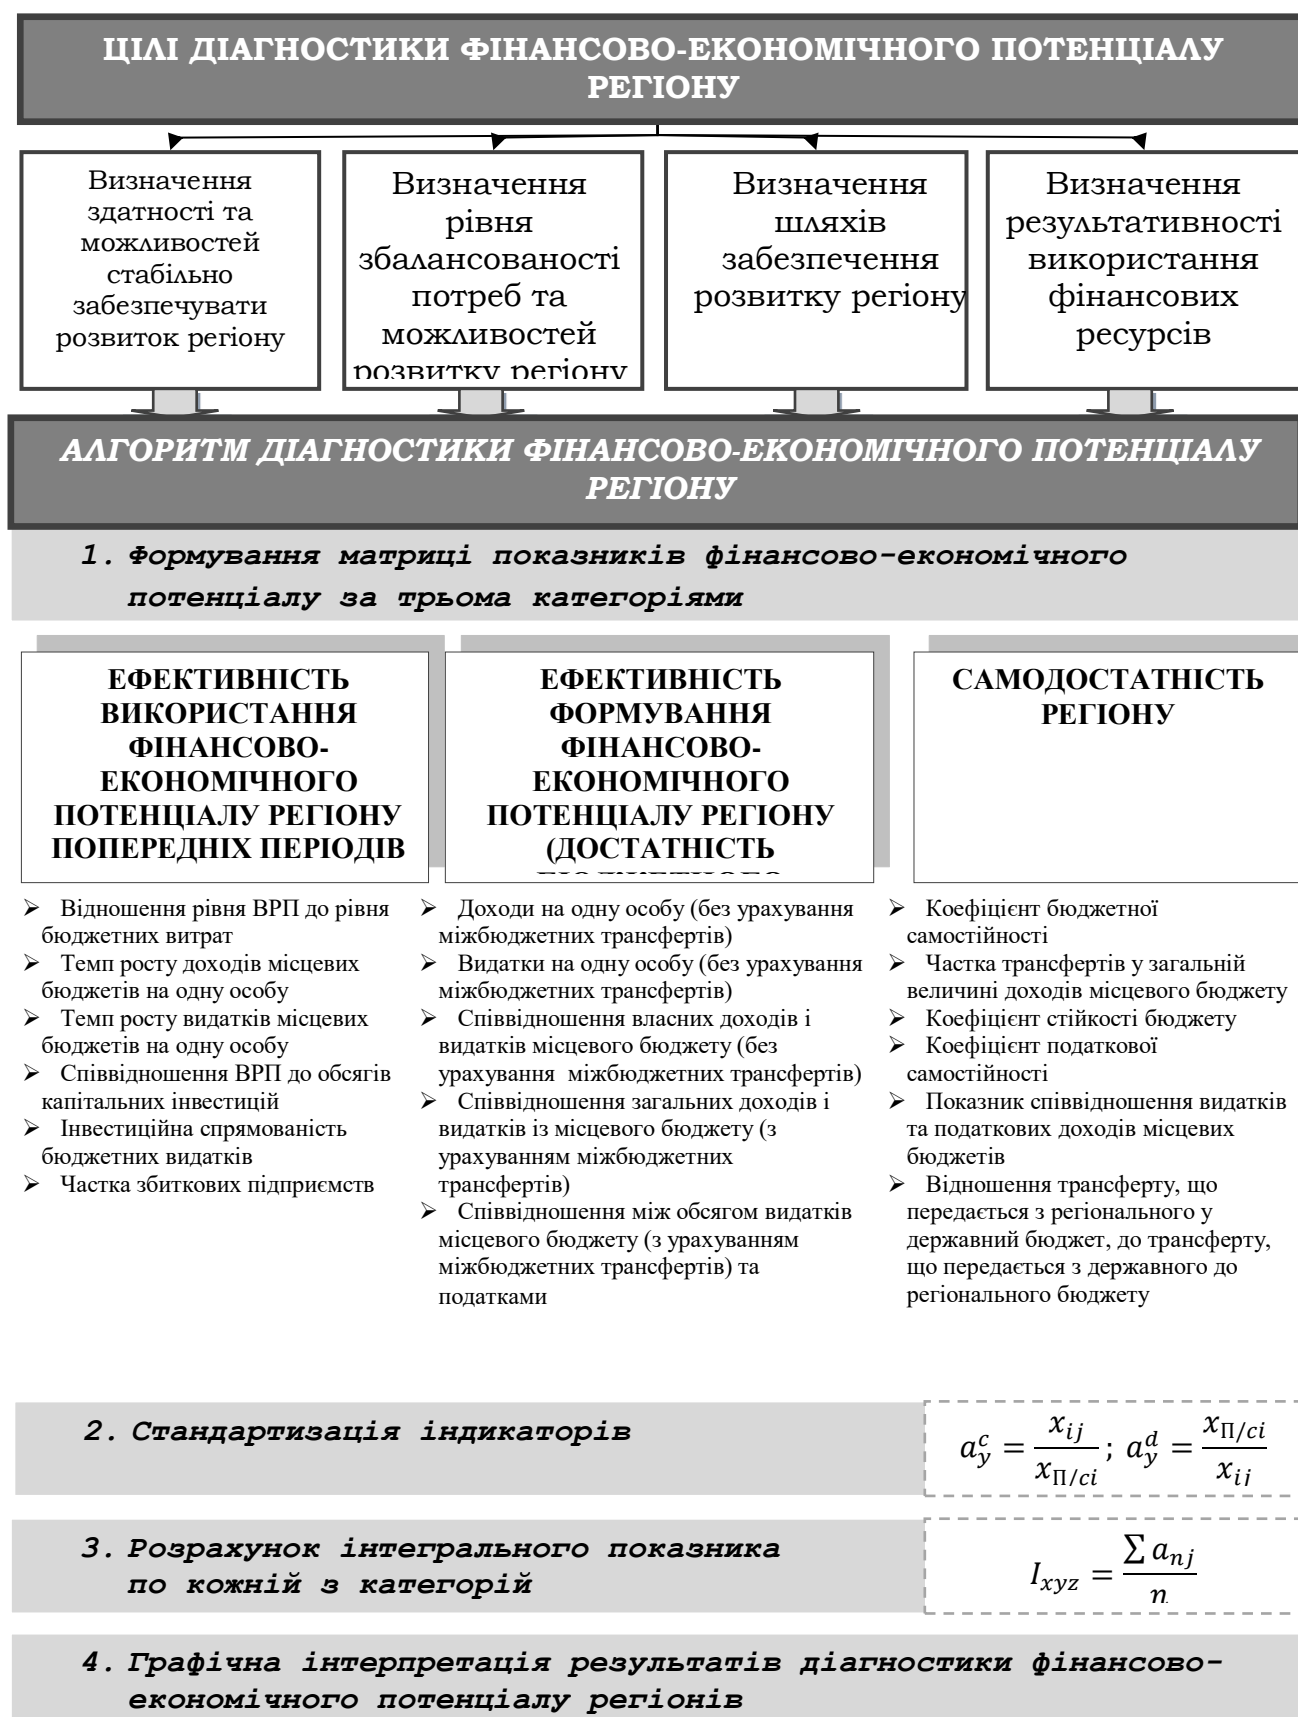 ЦІЛІ ДІАГНОСТИКИ ФІНАНСОВО-ЕКОНОМІЧНОГО ПОТЕНЦІАЛУ
РЕГІОНУ
Визначення
здатності та
можливостей
стабільно
забезпечувати
розвиток регіону
Визначення
рівня
збалансованості
потреб та
можливостей
розвитку регіону
Визначення
шляхів
забезпечення
розвитку регіону
Визначення
результативності
використання
фінансових
ресурсів
АЛГОРИТМ ДІАГНОСТИКИ ФІНАНСОВО-ЕКОНОМІЧНОГО ПОТЕНЦІАЛУ
РЕГІОНУ
1. Формування матриці показників фінансово-економічного
потенціалу за трьома категоріями
ЕФЕКТИВНІСТЬ
ВИКОРИСТАННЯ
ФІНАНСОВО-
ЕКОНОМІЧНОГО
ПОТЕНЦІАЛУ РЕГІОНУ
ПОПЕРЕДНІХ ПЕРІОДІВ
ЕФЕКТИВНІСТЬ
ФОРМУВАННЯ
ФІНАНСОВО-
ЕКОНОМІЧНОГО
ПОТЕНЦІАЛУ РЕГІОНУ
(ДОСТАТНІСТЬ
САМОДОСТАТНІСТЬ
РЕГІОНУ
➢ Відношення рівня ВРП до рівня
бюджетних витрат
➢ Темп росту доходів місцевих
бюджетів на одну особу
➢ Темп росту видатків місцевих
бюджетів на одну особу
➢ Співвідношення ВРП до обсягів
капітальних інвестицій
➢ Інвестиційна спрямованість
бюджетних видатків
➢ Частка збиткових підприємств
➢ Доходи на одну особу (без урахування
міжбюджетних трансфертів)
➢ Видатки на одну особу (без урахування
міжбюджетних трансфертів)
➢ Співвідношення власних доходів і
видатків місцевого бюджету (без
урахування міжбюджетних трансфертів)
➢ Співвідношення загальних доходів і
видатків із місцевого бюджету (з
урахуванням міжбюджетних
трансфертів)
➢ Співвідношення між обсягом видатків
місцевого бюджету (з урахуванням
міжбюджетних трансфертів) та
податками
➢ Коефіцієнт бюджетної
самостійності
➢ Частка трансфертів у загальній
величині доходів місцевого бюджету
➢ Коефіцієнт стійкості бюджету
➢ Коефіцієнт податкової
самостійності
➢ Показник співвідношення видатків
та податкових доходів місцевих
бюджетів
➢ Відношення трансферту, що
передається з регіонального у
державний бюджет, до трансферту,
що передається з державного до
регіонального бюджету
2. Стандартизація індикаторів
a_y^c = x_ij / x_П/ci ; a_y^d = x_П/ci / x_ij
3. Розрахунок інтегрального показника
по кожній з категорій
I_xyz = ∑ a_nj / n
4. Графічна інтерпретація результатів діагностики фінансово-
економічного потенціалу регіонів